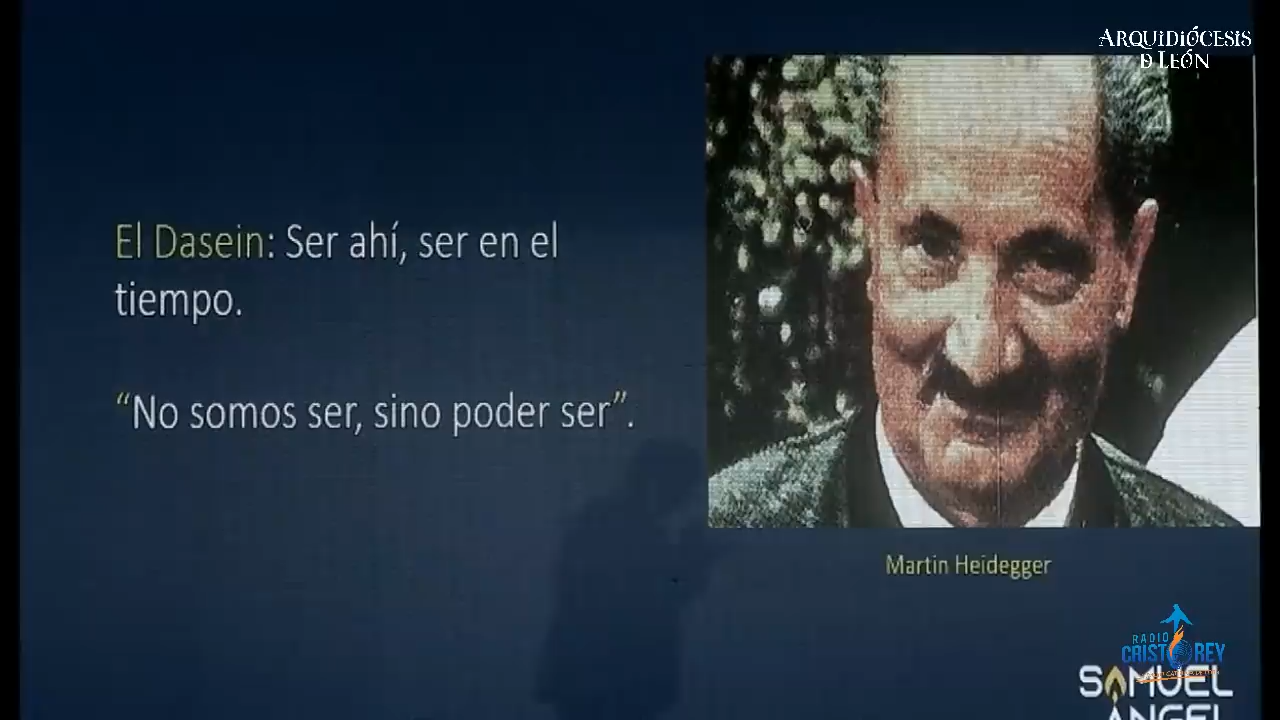 ARQUIDIÓCESIS
D LEÓN
El Dasein: Ser ahí, ser en el
tiempo.
“No somos ser, sino poder ser”.
Martin Heidegger
RADIO
CRISTO REY
SAMUEL
ANGEL